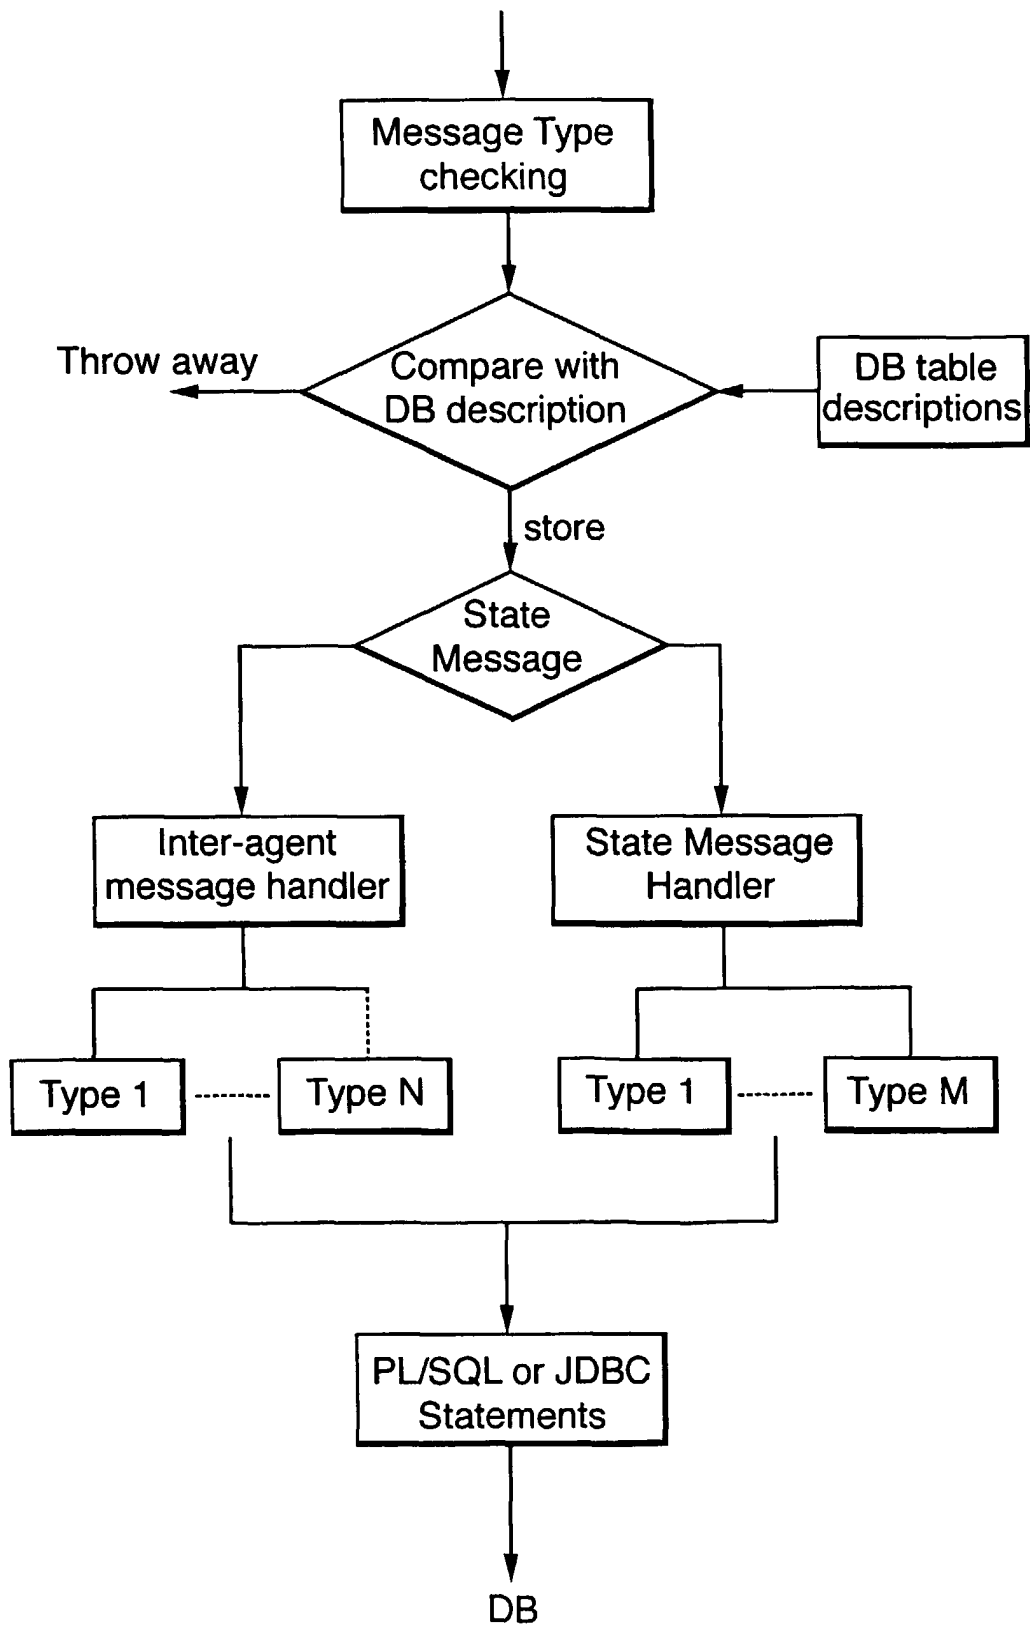 Message Type
checking
Throw away
Compare with
DB description
DB table
descriptions
store
State
Message
Inter-agent
message handler
State Message
Handler
Type 1
Type N
Type 1
Type M
PL/SQL or JDBC
Statements
DB